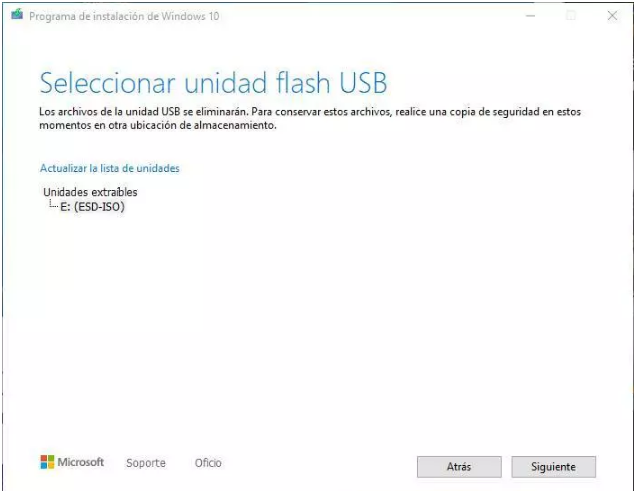 Programa de instalación de Windows 10
Seleccionar unidad flash USB
Los archivos de la unidad USB se eliminarán. Para conservar estos archivos, realice una copia de seguridad en estos
momentos en otra ubicación de almacenamiento.
Actualizar la lista de unidades
Unidades extraíbles
E: (ESD-ISO)
Microsoft Soporte Oficio Atrás Siguiente